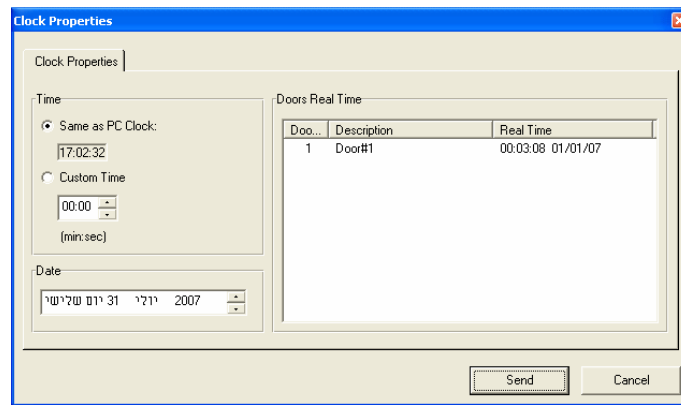 Clock Properties
Clock Properties
Time
Same as PC Clock:
17:02:32
Custom Time
00:00
(min:sec)
Date
יום שלישי 31 יולי 2007
Doors Real Time
Doo... Description Real Time
1 Door#1 00:03:08 01/01/07
Send Cancel